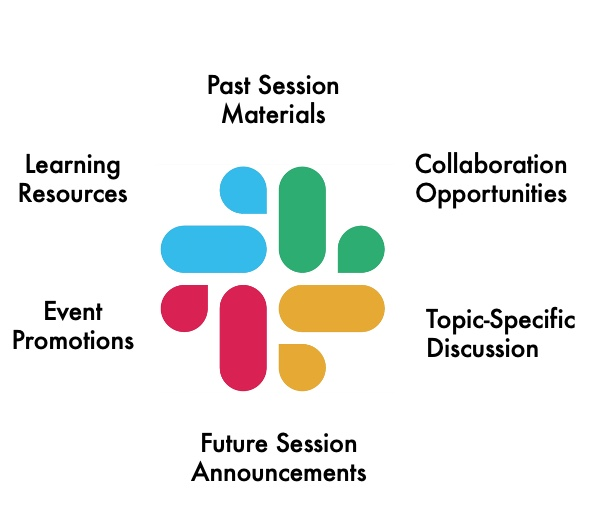 Past Session
Materials
Learning
Resources
Collaboration
Opportunities
Event
Promotions
Topic-Specific
Discussion
Future Session
Announcements